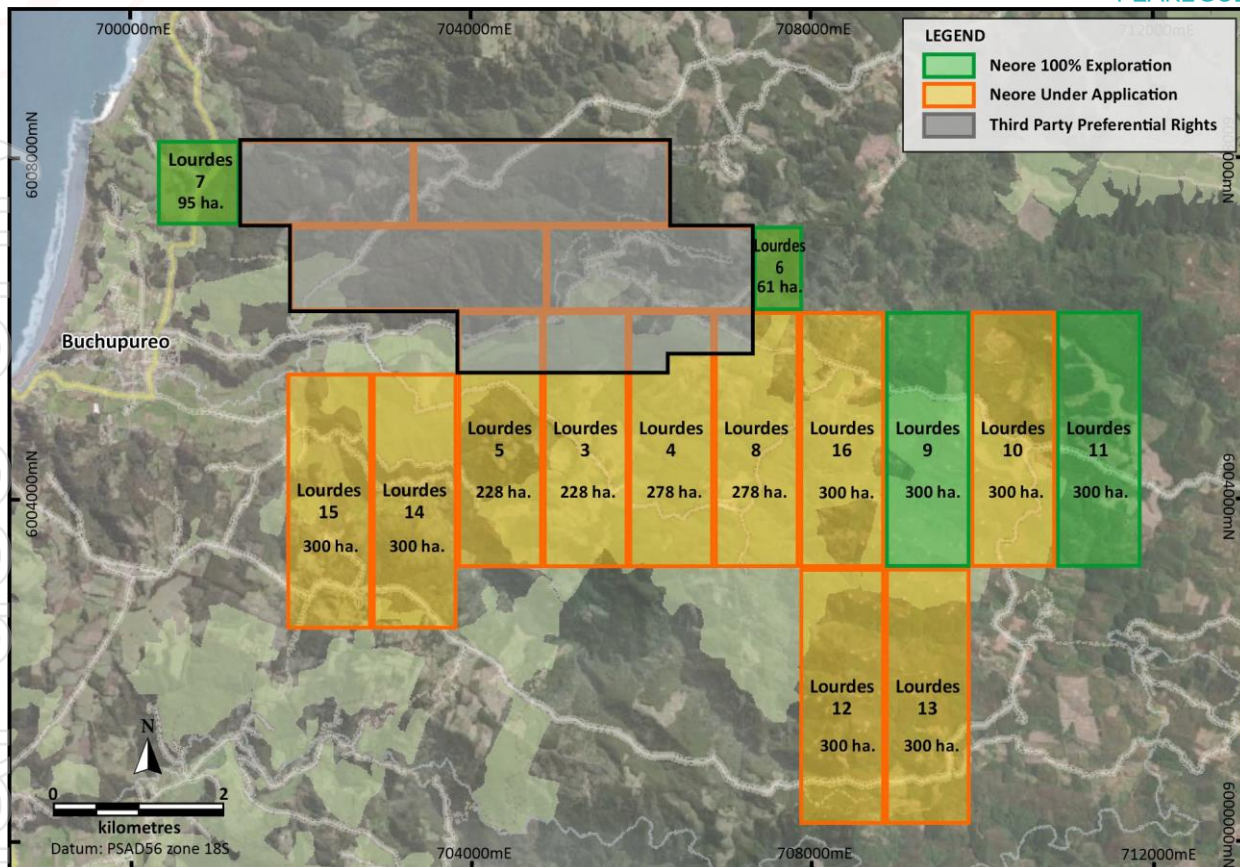 700000mE
704000mE
708000mE
712000mE
LEGEND
Neore 100% Exploration
Neore Under Application
Third Party Preferential Rights
6008000mN
Lourdes
7
95 ha.
Lourdes
6
61 ha.
Buchupureo
Lourdes
5
228 ha.
Lourdes
3
228 ha.
Lourdes
4
278 ha.
Lourdes
8
278 ha.
Lourdes
16
300 ha.
Lourdes
9
300 ha.
Lourdes
10
300 ha.
Lourdes
11
300 ha.
6004000mN
6004000mN
Lourdes
15
300 ha.
Lourdes
14
300 ha.
Lourdes
12
300 ha.
Lourdes
13
300 ha.
N
0 2
kilometres
Datum: PSAD56 zone 18S
6000000mN
704000mE
708000mE
712000mE